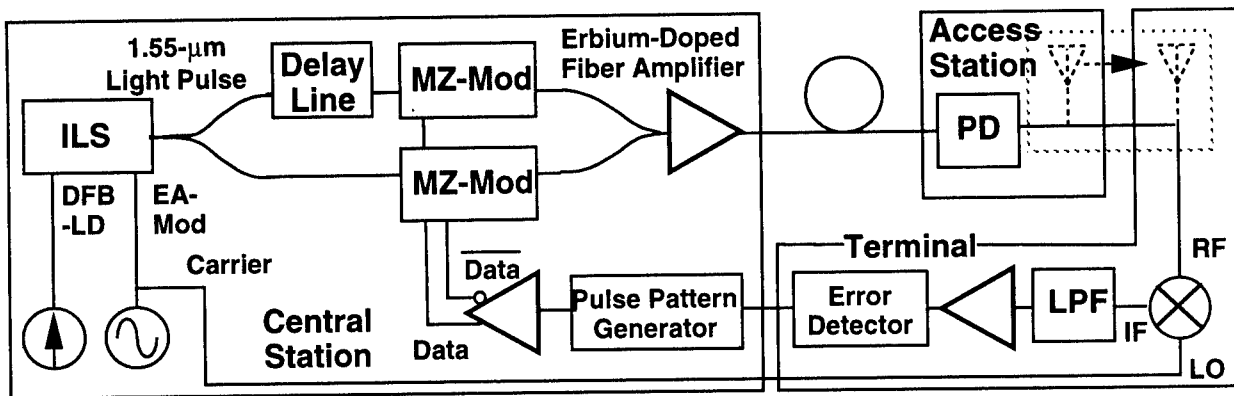 1.55-μm
Light Pulse
Delay
Line
MZ-Mod
Erbium-Doped
Fiber Amplifier
Access
Station
ILS
MZ-Mod
PD
DFB
-LD
EA-
Mod
Carrier
Data
Data
Central
Station
Pulse Pattern
Generator
Terminal
Error
Detector
LPF
IF
RF
LO